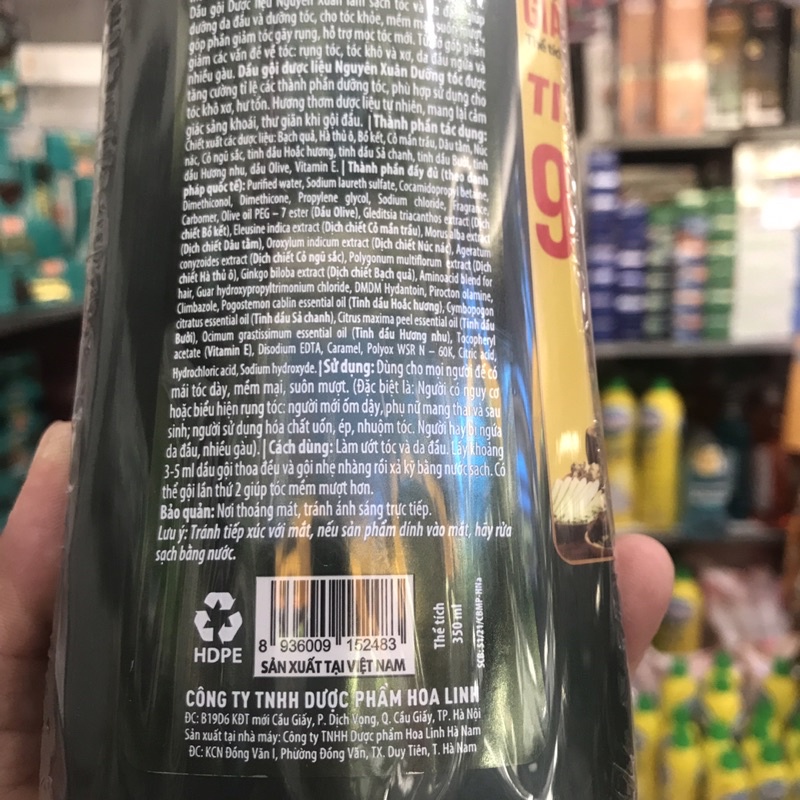 Dầu gội Dược liệu Nguyên Xuân làm sạch tóc và da đầu, giúp
dưỡng da đầu và dưỡng tóc, cho tóc khỏe, mềm mại, suôn mượt,
góp phần giảm tóc gãy rụng, hỗ trợ mọc tóc mới. Từ đó góp phần
giảm các vấn đề về tóc: rụng tóc, tóc khô và xơ, da đầu ngứa và
nhiều gàu. Dầu gội dược liệu Nguyên Xuân Dưỡng tóc được
tăng cường tỉ lệ các thành phần dưỡng tóc, phù hợp sử dụng cho
tóc khô xơ, hư tổn. Hương thơm dược liệu tự nhiên, mang lại cảm
giác sảng khoái, thư giãn khi gội đầu. | Thành phần tác dụng:
Chiết xuất các dược liệu: Bạch quả, Hà thủ ô, Bồ kết, Cỏ mần trầu, Dâu tằm, Núc
nác, Cỏ ngũ sắc, tinh dầu Hoắc hương, tinh dầu Sả chanh, tinh dầu Bưởi, tinh
dầu Hương nhu, dầu Olive, Vitamin E. | Thành phần đầy đủ (theo danh
pháp quốc tế): Purified water, Sodium laureth sulfate, Cocamidopropyl betaine,
Dimethiconol, Dimethicone, Propylene glycol, Sodium chloride, Fragrance,
Carbomer, Olive oil PEG – 7 ester (Dầu Olive), Gleditsia triacanthos extract (Dịch
chiết Bồ kết), Eleusine indica extract (Dịch chiết Cỏ mần trầu), Morus alba extract
(Dịch chiết Dâu tằm), Oroxylum indicum extract (Dịch chiết Núc nác), Ageratum
conyzoides extract (Dịch chiết Cỏ ngũ sắc), Polygonum multiflorum extract (Dịch
chiết Hà thủ ô), Ginkgo biloba extract (Dịch chiết Bạch quả), Aminoacid blend for
hair, Guar hydroxypropyltrimonium chloride, DMDM Hydantoin, Pirocton olamine,
Climbazole, Pogostemon cablin essential oil (Tinh dầu Hoắc hương), Cymbopogon
citratus essential oil (Tinh dầu Sả chanh), Citrus maxima peel essential oil (Tinh dầu
Bưởi), Ocimum grastissimum essential oil (Tinh dầu Hương nhu), Tocopheryl
acetate (Vitamin E), Disodium EDTA, Caramel, Polyox WSR N – 60K, Citric acid,
Hydrochloric acid, Sodium hydroxyde. | Sử dụng: Dùng cho mọi người để có
mái tóc dày, mềm mại, suôn mượt. (Đặc biệt là: Người có nguy cơ
hoặc biểu hiện rụng tóc: người mới ốm dậy, phụ nữ mang thai và sau
sinh; người sử dụng hóa chất uốn, ép, nhuộm tóc. Người hay bị ngứa
da đầu, nhiều gàu). | Cách dùng: Làm ướt tóc và da đầu. Lấy khoảng
3-5 ml dầu gội thoa đều và gội nhẹ nhàng rồi xả kỹ bằng nước sạch. Có
thể gội lần thứ 2 giúp tóc mềm mượt hơn.
Bảo quản: Nơi thoáng mát, tránh ánh sáng trực tiếp.
Lưu ý: Tránh tiếp xúc với mắt, nếu sản phẩm dính vào mắt, hãy rửa
sạch bằng nước.
HDPE
8 936009 152483
SẢN XUẤT TẠI VIỆT NAM
Thể tích
350 ml
SCB: 53/21/CBMP-HNa
CÔNG TY TNHH DƯỢC PHẨM HOA LINH
ĐC: B19D6 KĐT mới Cầu Giấy, P. Dịch Vọng, Q. Cầu Giấy, TP. Hà Nội
Sản xuất tại nhà máy: Công ty TNHH Dược phẩm Hoa Linh Hà Nam
ĐC: KCN Đồng Văn I, Phường Đồng Văn, TX. Duy Tiên, T. Hà Nam
9